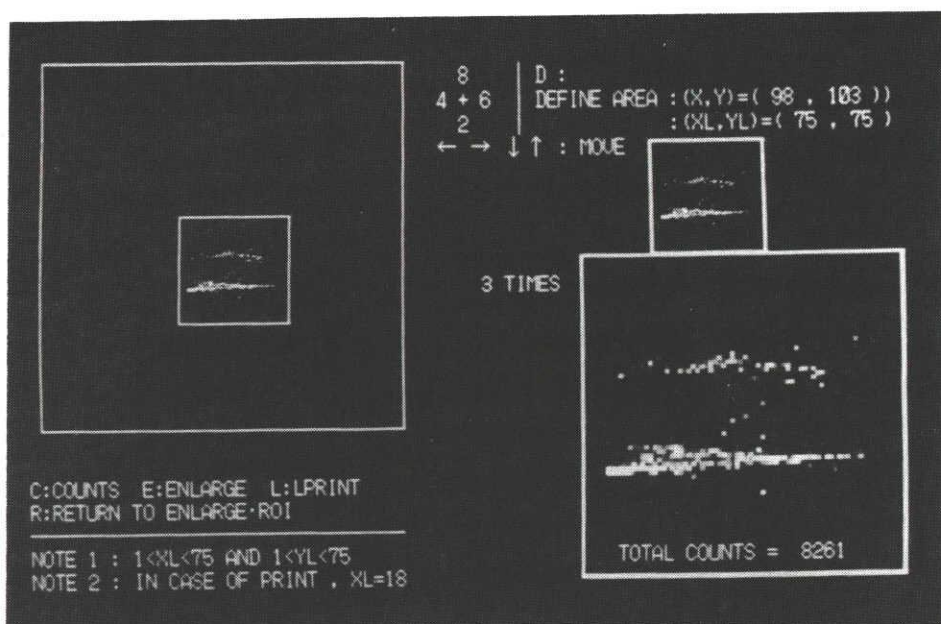 8
4 + 6
2
← → ↓ ↑ : MOVE
D :
DEFINE AREA :(X,Y)=( 98 , 103 ))
:(XL,YL)=( 75 , 75 )
3 TIMES
TOTAL COUNTS = 8261
C:COUNTS E:ENLARGE L:LPRINT
R:RETURN TO ENLARGE·ROI
NOTE 1 : 1<XL<75 AND 1<YL<75
NOTE 2 : IN CASE OF PRINT , XL=18